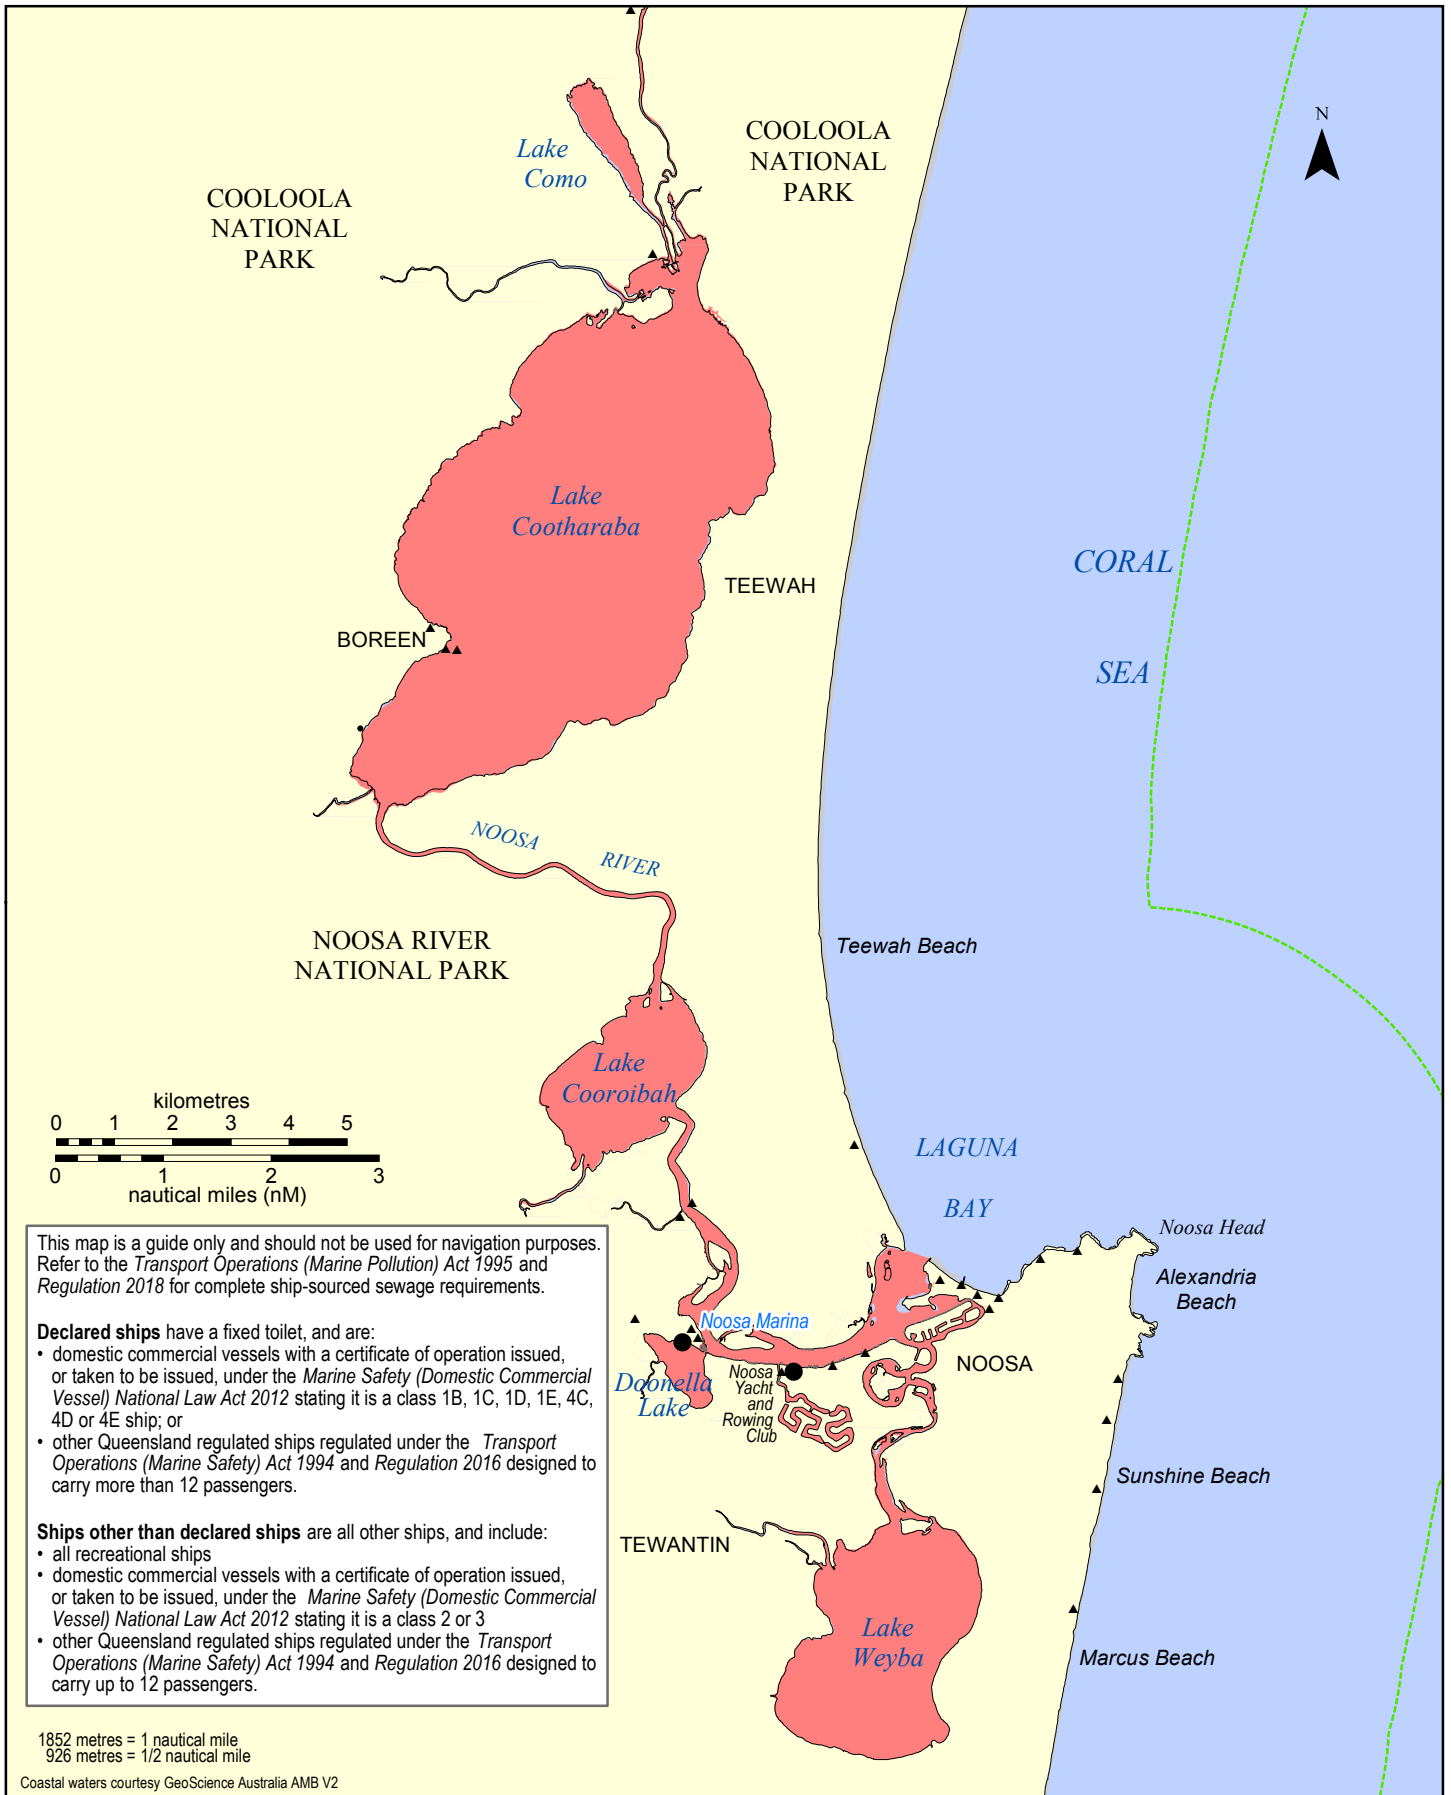 N
COOLOOLA
NATIONAL
PARK
Lake
Como
COOLOOLA
NATIONAL
PARK
Lake
Cootharaba
CORAL
TEEWAH
BOREEN
SEA
NOOSA
RIVER
NOOSA RIVER
NATIONAL PARK
Teewah Beach
Lake
Cooroibah
kilometres
0 1 2 3 4 5
0 1 2 3
nautical miles (nM)
LAGUNA
BAY
Noosa Head
Alexandria
Beach
Noosa Marina
NOOSA
Doonella
Lake
Noosa
Yacht
and
Rowing
Club
Sunshine Beach
TEWANTIN
Lake
Weyba
Marcus Beach
This map is a guide only and should not be used for navigation purposes.
Refer to the Transport Operations (Marine Pollution) Act 1995 and
Regulation 2018 for complete ship-sourced sewage requirements.
Declared ships have a fixed toilet, and are:
• domestic commercial vessels with a certificate of operation issued,
or taken to be issued, under the Marine Safety (Domestic Commercial
Vessel) National Law Act 2012 stating it is a class 1B, 1C, 1D, 1E, 4C,
4D or 4E ship; or
• other Queensland regulated ships regulated under the Transport
Operations (Marine Safety) Act 1994 and Regulation 2016 designed to
carry more than 12 passengers.
Ships other than declared ships are all other ships, and include:
• all recreational ships
• domestic commercial vessels with a certificate of operation issued,
or taken to be issued, under the Marine Safety (Domestic Commercial
Vessel) National Law Act 2012 stating it is a class 2 or 3
• other Queensland regulated ships regulated under the Transport
Operations (Marine Safety) Act 1994 and Regulation 2016 designed to
carry up to 12 passengers.
1852 metres = 1 nautical mile
926 metres = 1/2 nautical mile
Coastal waters courtesy GeoScience Australia AMB V2